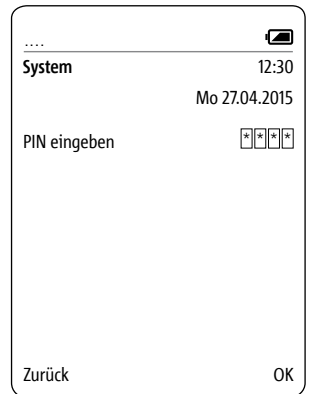 ....
System 12:30
Mo 27.04.2015
PIN eingeben ****
Zurück OK